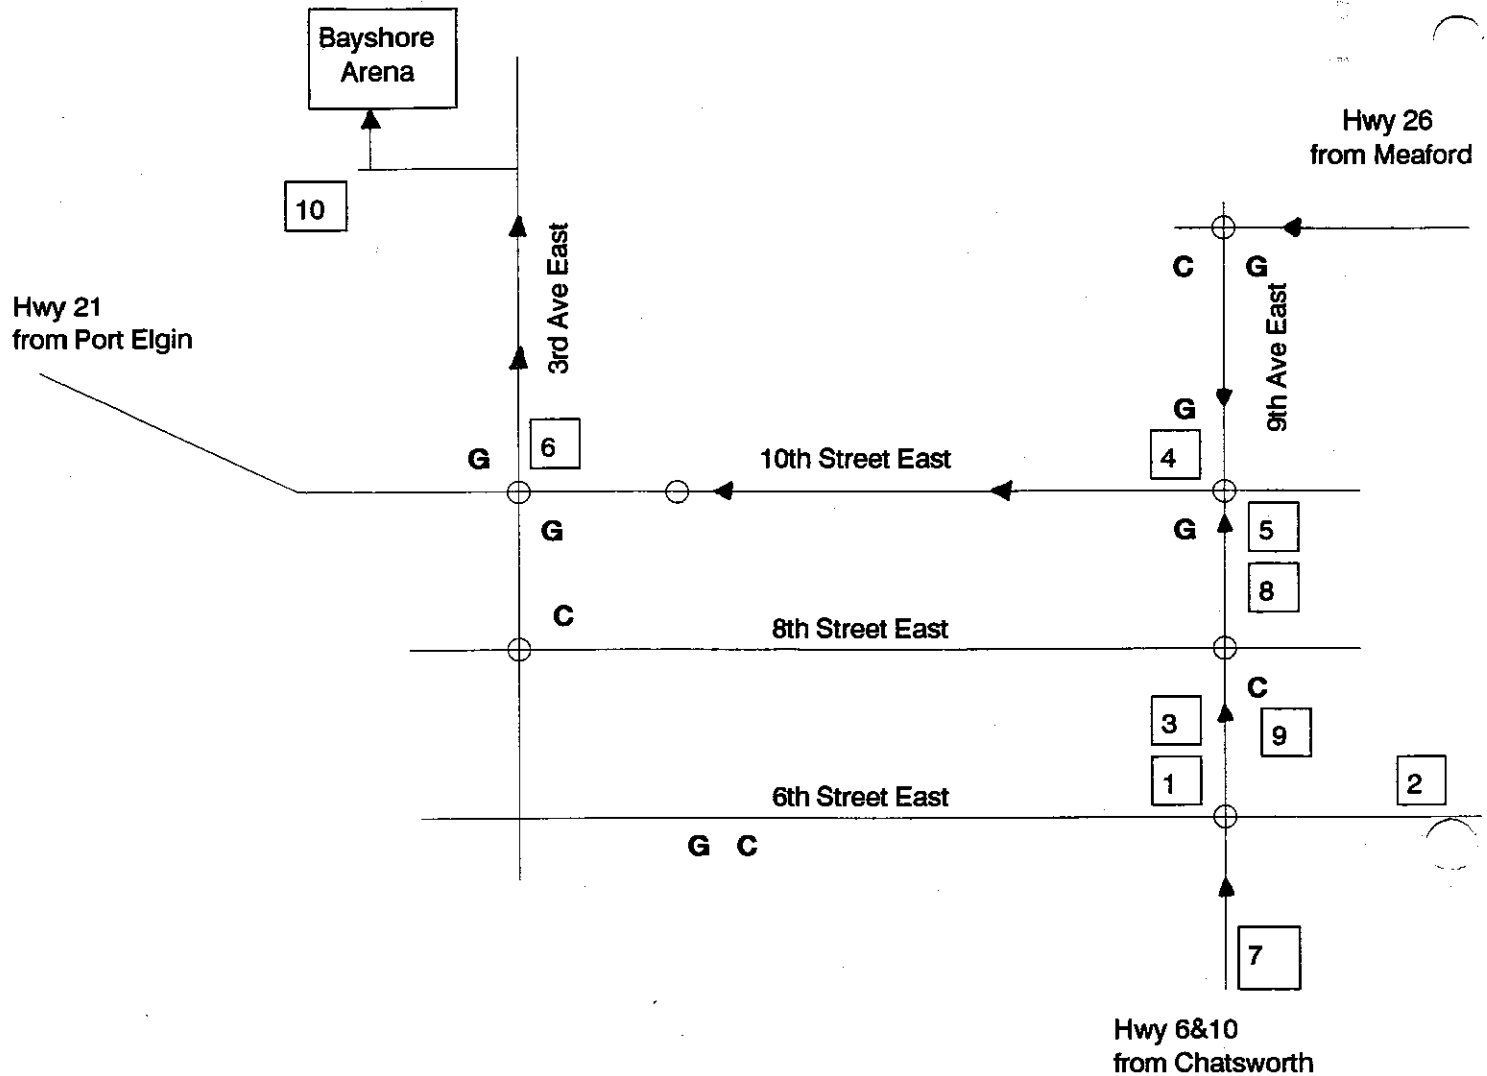 Bayshore
Arena
Hwy 26
from Meaford
10
3rd Ave East
C G
9th Ave East
Hwy 21
from Port Elgin
G
6
G
10th Street East
4
G
G
5
8
C
8th Street East
C
3
9
1
2
6th Street East
G C
7
Hwy 6&10
from Chatsworth